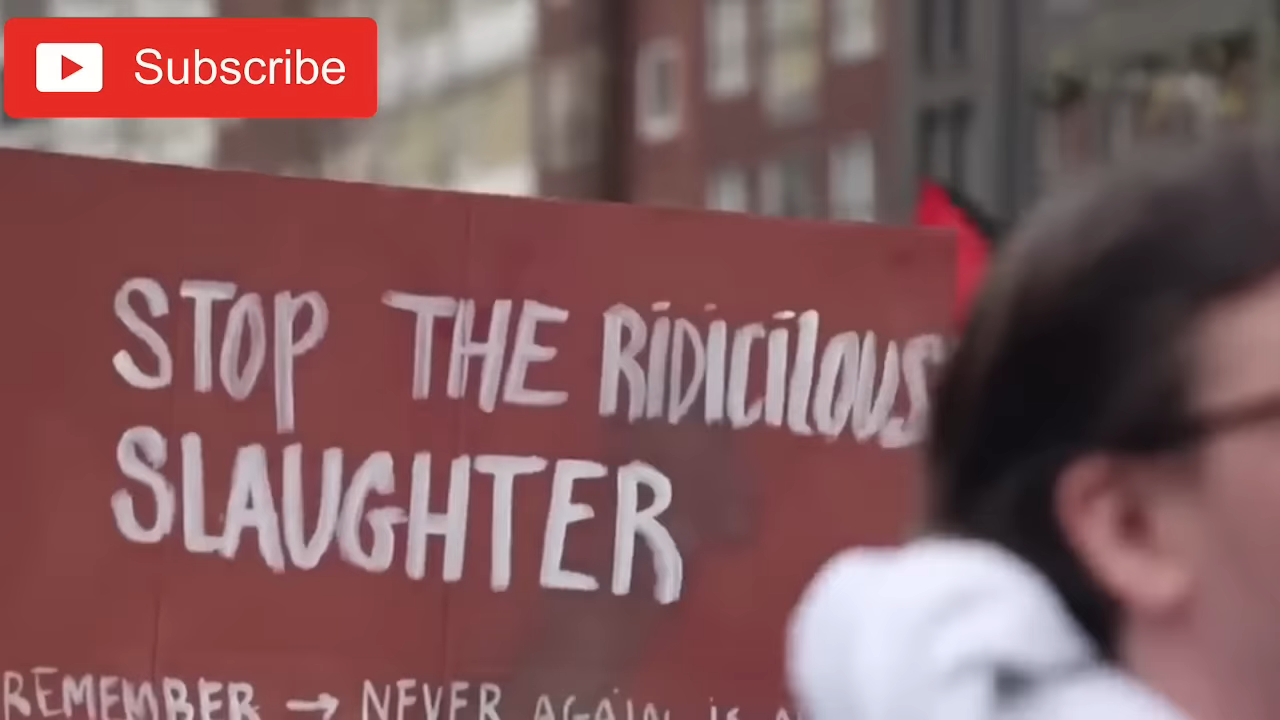 Subscribe
STOP THE RIDICILOUS
SLAUGHTER
REMEMBER → NEVER AGAIN is